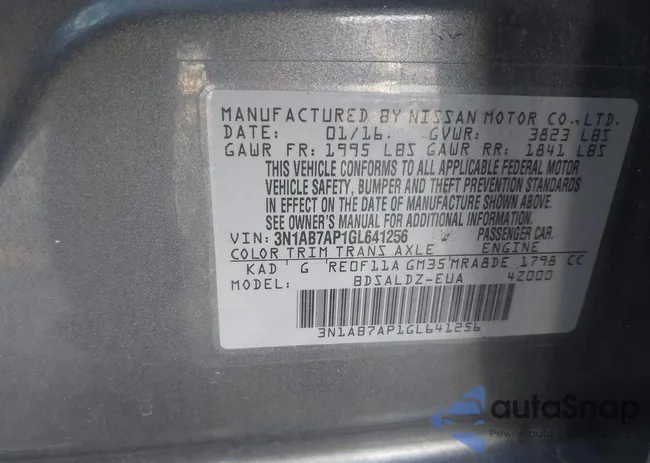 MANUFACTURED BY NISSAN MOTOR CO.,LTD.
DATE: 01/16. GVWR: 3823 LBS
GAWR FR: 1995 LBS GAWR RR: 1841 LBS
THIS VEHICLE CONFORMS TO ALL APPLICABLE FEDERAL MOTOR
VEHICLE SAFETY, BUMPER AND THEFT PREVENTION STANDARDS
IN EFFECT ON THE DATE OF MANUFACTURE SHOWN ABOVE.
SEE OWNER'S MANUAL FOR ADDITIONAL INFORMATION.
VIN: 3N1AB7AP1GL641256 PASSENGER CAR.
COLOR TRIM TRANS AXLE ENGINE
KAD G RE0F11A GM35 MRA8DE 1798 CC
MODEL: BDSALDZ-EUA 4Z000
3N1AB7AP1GL641256
autoSnap